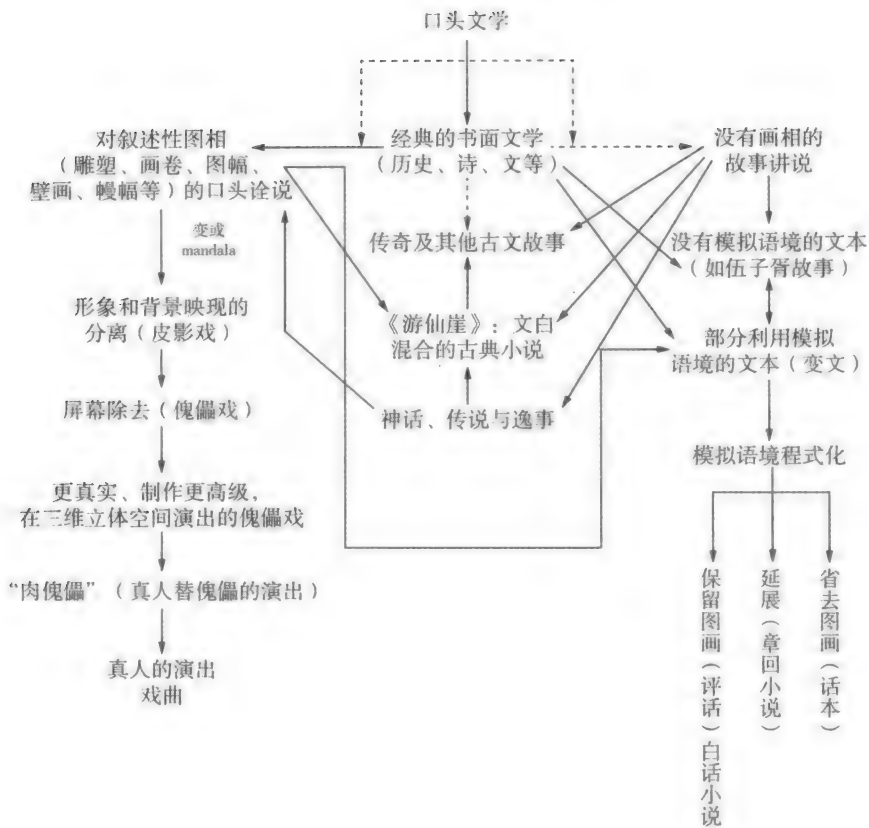 口头文学
对叙述性图相
（雕塑、画卷、图幅、
壁画、幔幅等）的口头诠说
经典的书面文学
（历史、诗、文等）
没有画相的
故事讲说
变或
mandala
传奇及其他古文故事
没有模拟语境的文本
（如伍子胥故事）
形象和背景映现的
分离（皮影戏）
《游仙崖》：文白
混合的古典小说
部分利用模拟
语境的文本（变文）
屏幕除去（傀儡戏）
神话、传说与逸事
模拟语境程式化
更真实、制作更高级，
在三维立体空间演出的傀儡戏
“肉傀儡”（真人替傀儡的演出）
真人的演出
戏曲
保留图画（评话）白话小说
延展（章回小说）
省去图画（话本）